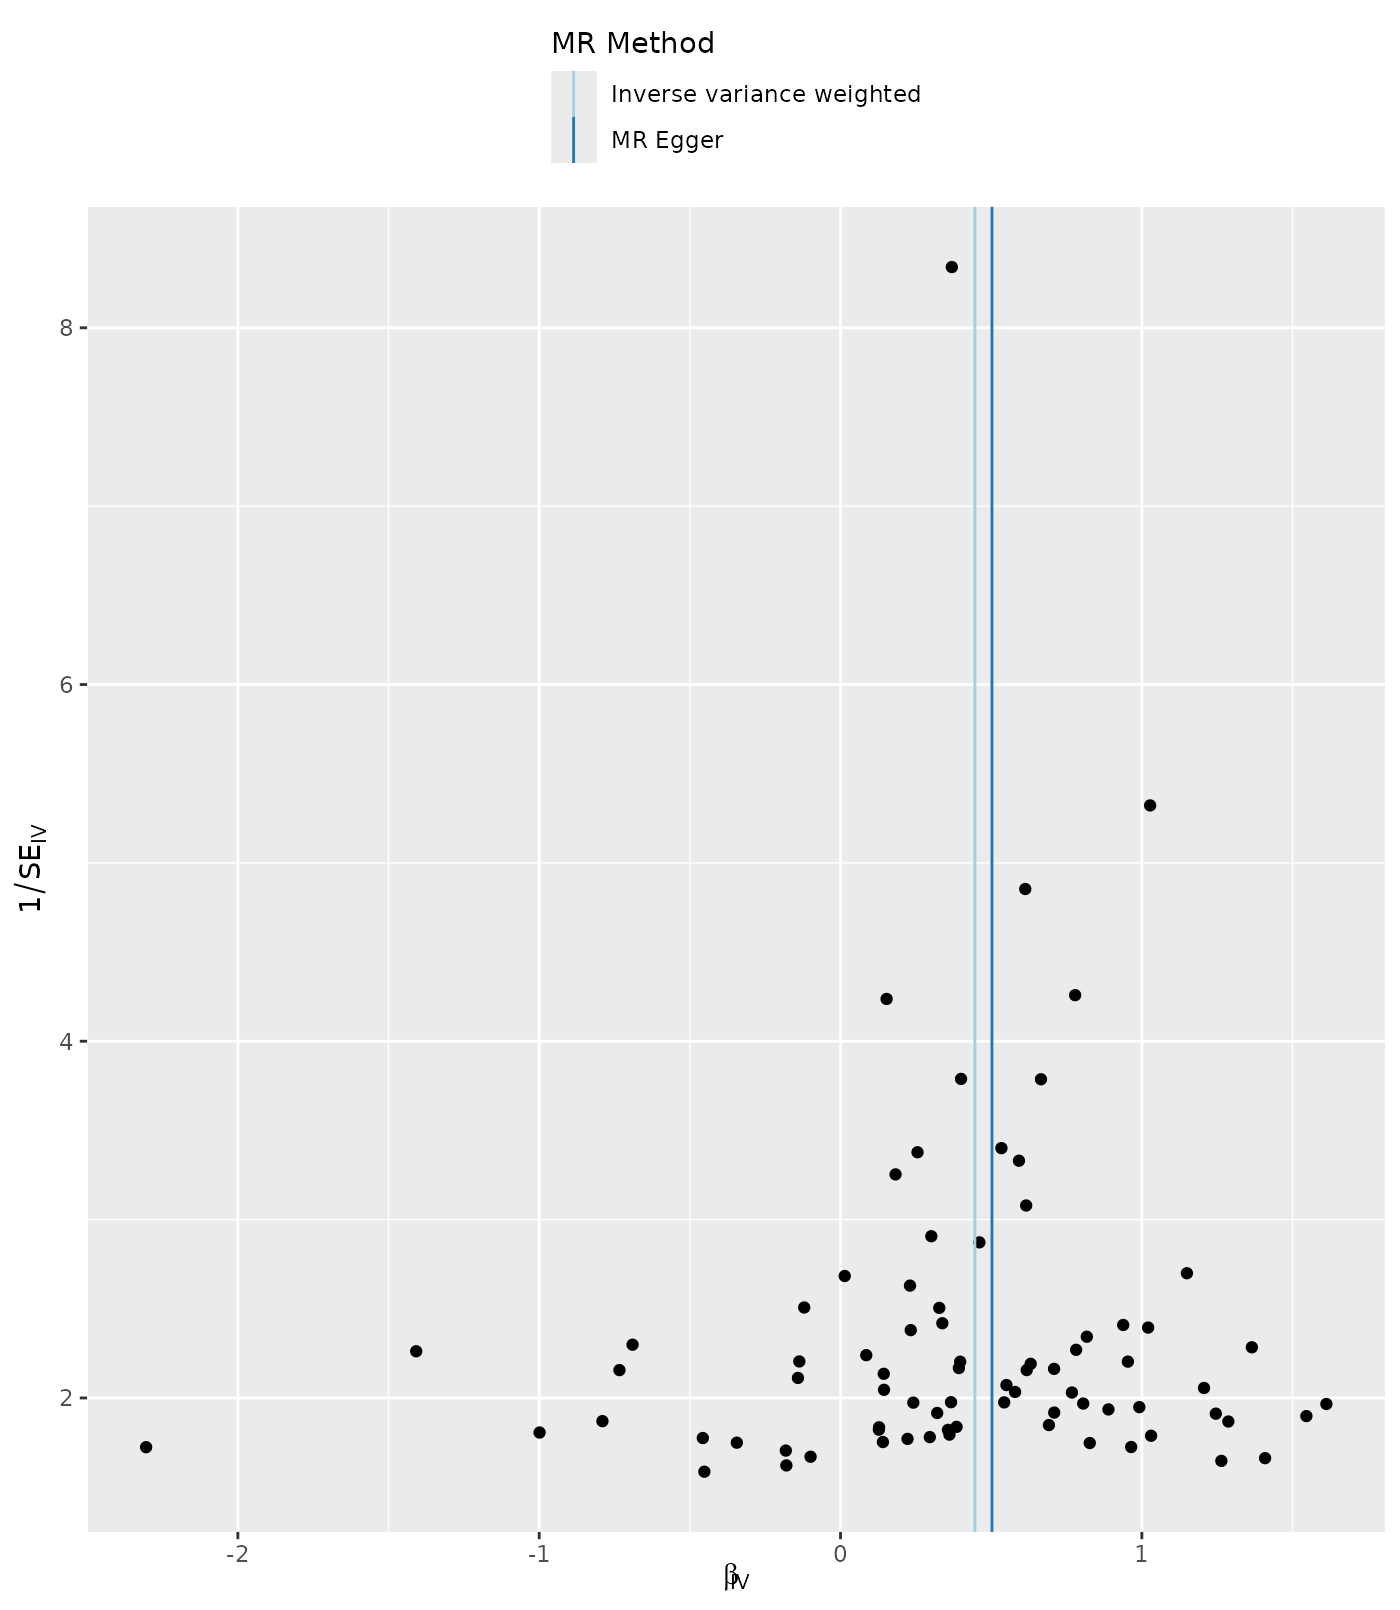 MR Method
Inverse variance weighted
MR Egger
8
6
4
2
1/SE_IV
-2
-1
0
1
β_IV